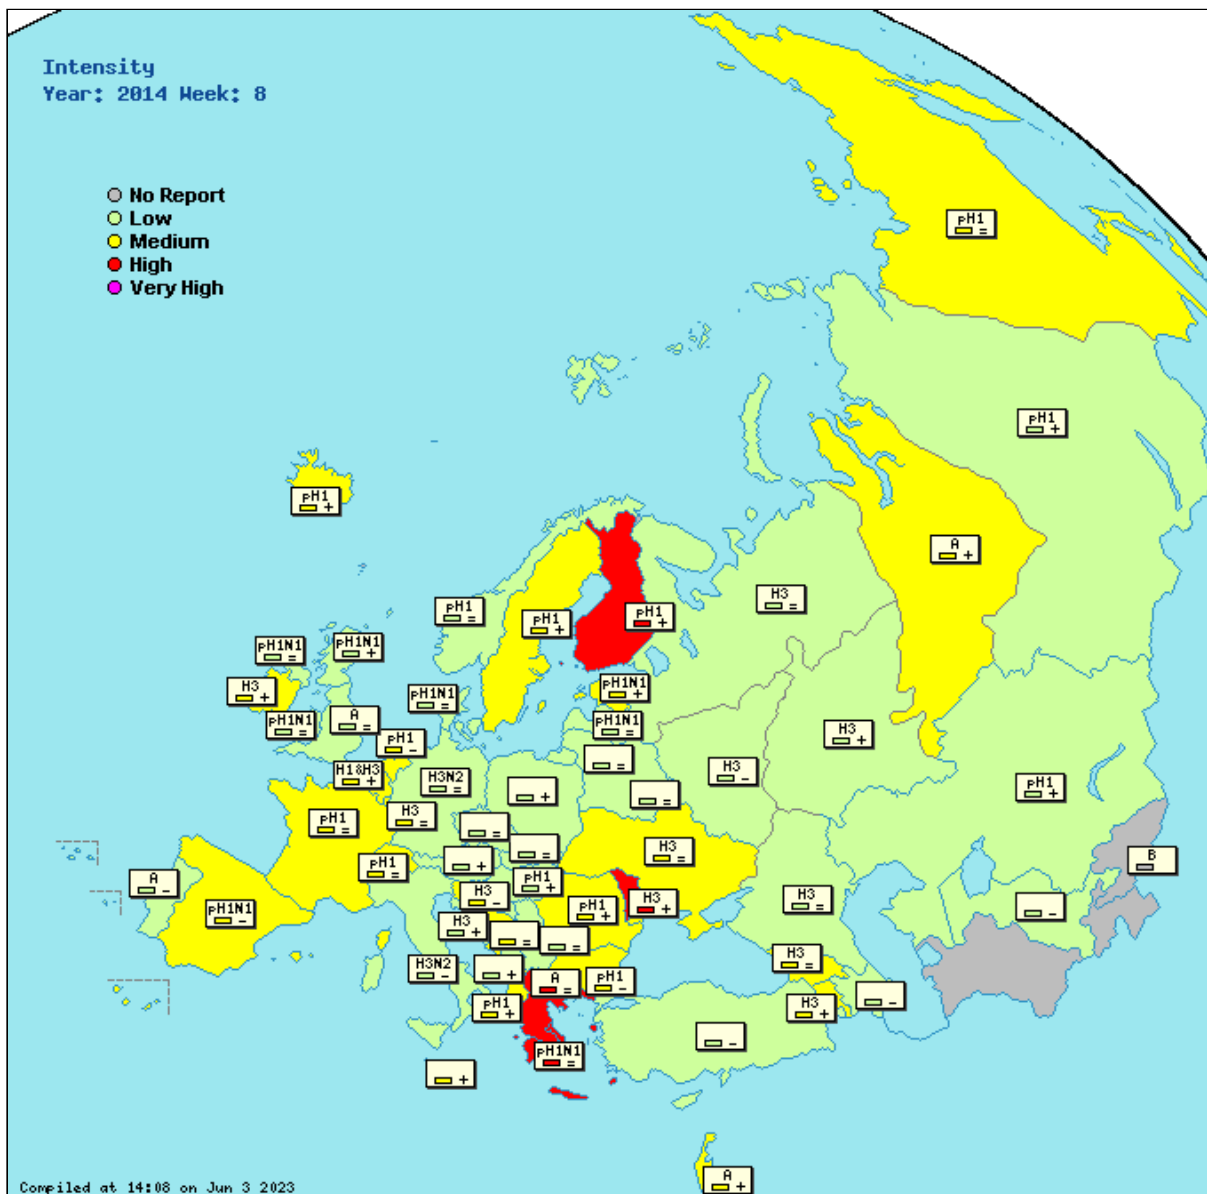 Intensity
Year: 2014 Week: 8
No Report
Low
Medium
High
Very High
pH1
=
pH1
+
pH1
+
A
+
H3
=
pH1
=
pH1
+
pH1
+
pH1N1
=
pH1N1
+
H3
+
pH1N1
+
pH1N1
=
pH1N1
=
A
=
pH1N1
=
H3
+
pH1
-
=
H3
-
H1&H3
+
H3N2
=
+
=
pH1
+
pH1
=
H3
=
=
=
H3
=
+
pH1
=
B
A
-
pH1
+
H3
-
H3
=
-
pH1N1
-
pH1
+
H3
+
H3
+
=
=
H3N2
-
+
A
=
pH1
-
H3
=
-
pH1
+
H3
+
-
pH1N1
=
+
A
+
Compiled at 14:08 on Jun 3 2023